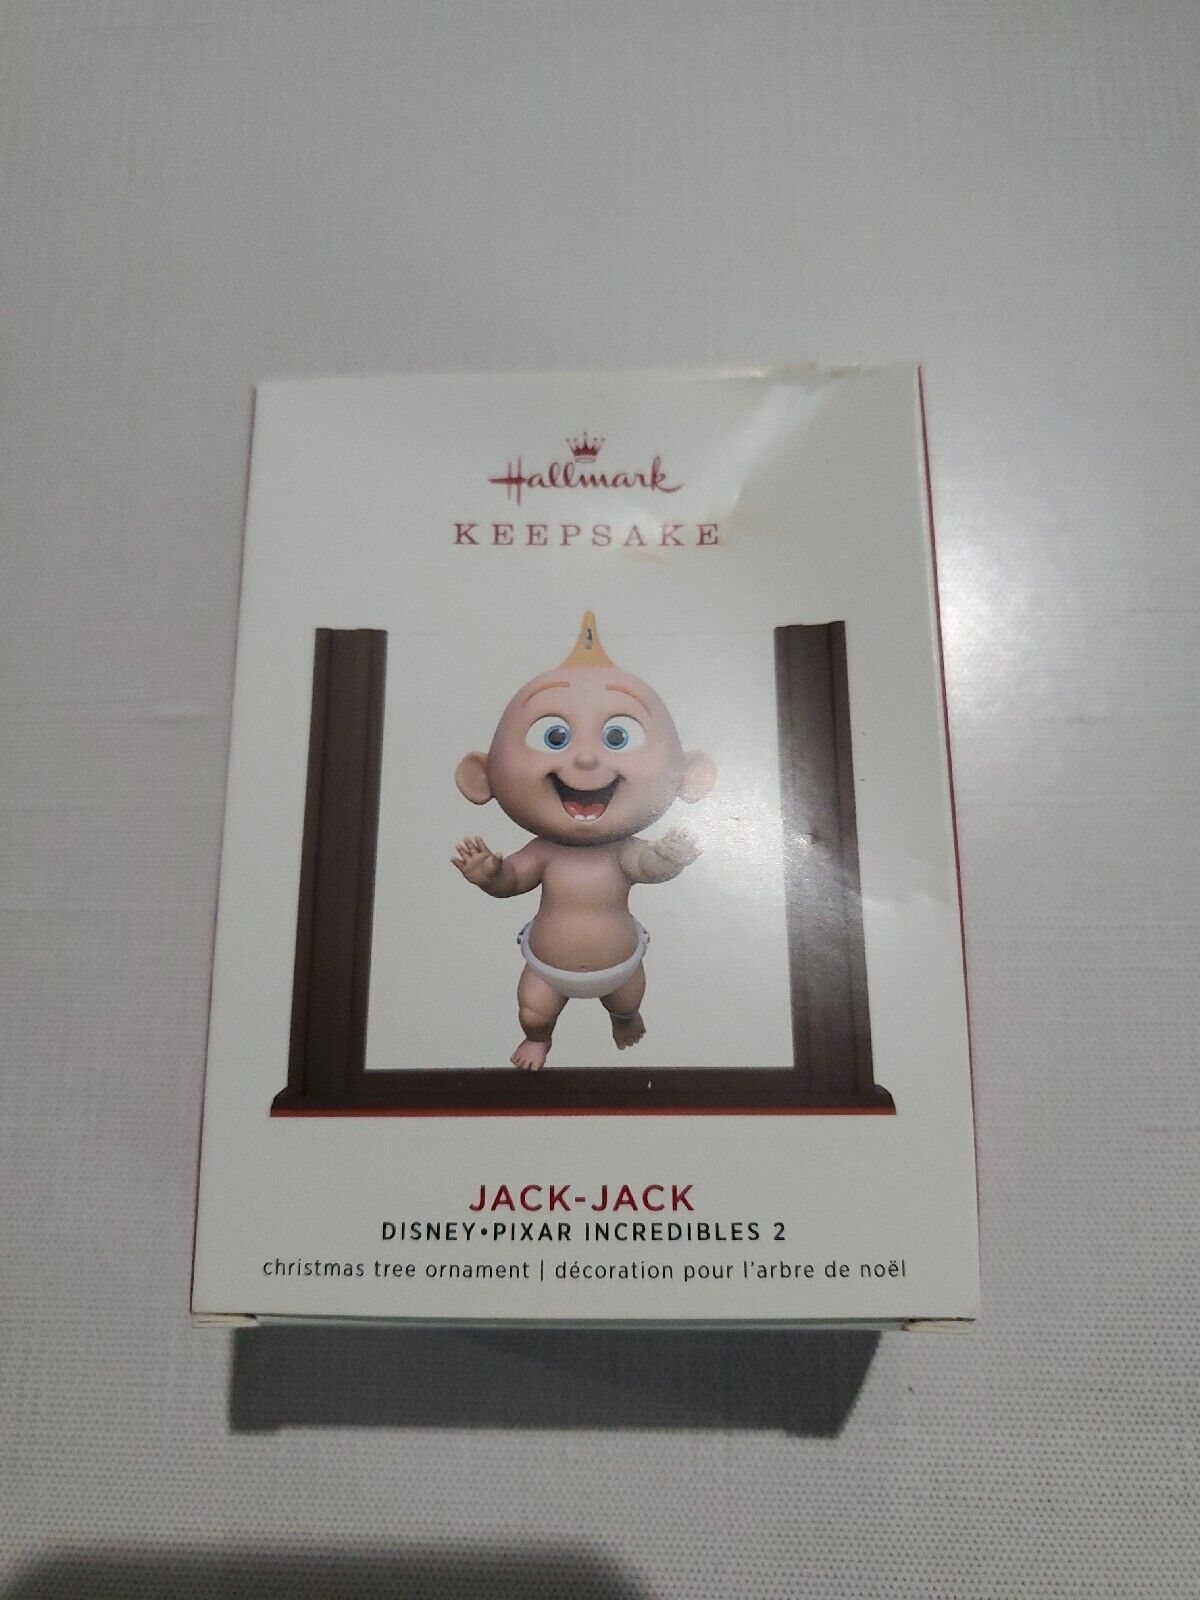 Hallmark
KEEPSAKE
JACK-JACK
DISNEY•PIXAR INCREDIBLES 2
christmas tree ornament | décoration pour l'arbre de noël